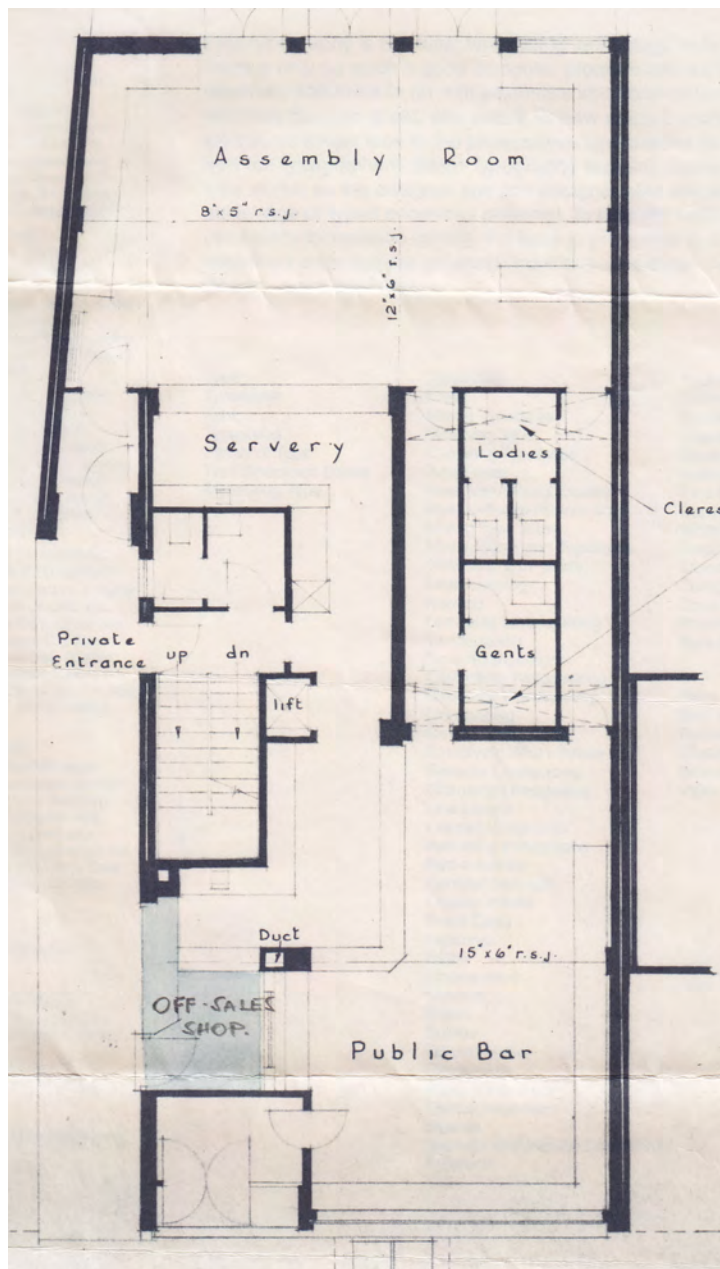 Assembly Room
8"x5" r.s.j.
12"x6" r.s.j.
Servery
Ladies
Cleres
Private
Entrance
up dn
Gents
lift
Duct
15"x6" r.s.j.
OFF-SALES
SHOP.
Public Bar